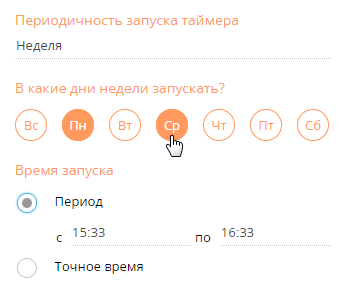 Периодичность запуска таймера
Неделя
В какие дни недели запускать?
Вс Пн Вт Ср Чт Пт Сб
Время запуска
Период
с 15:33 по 16:33
Точное время